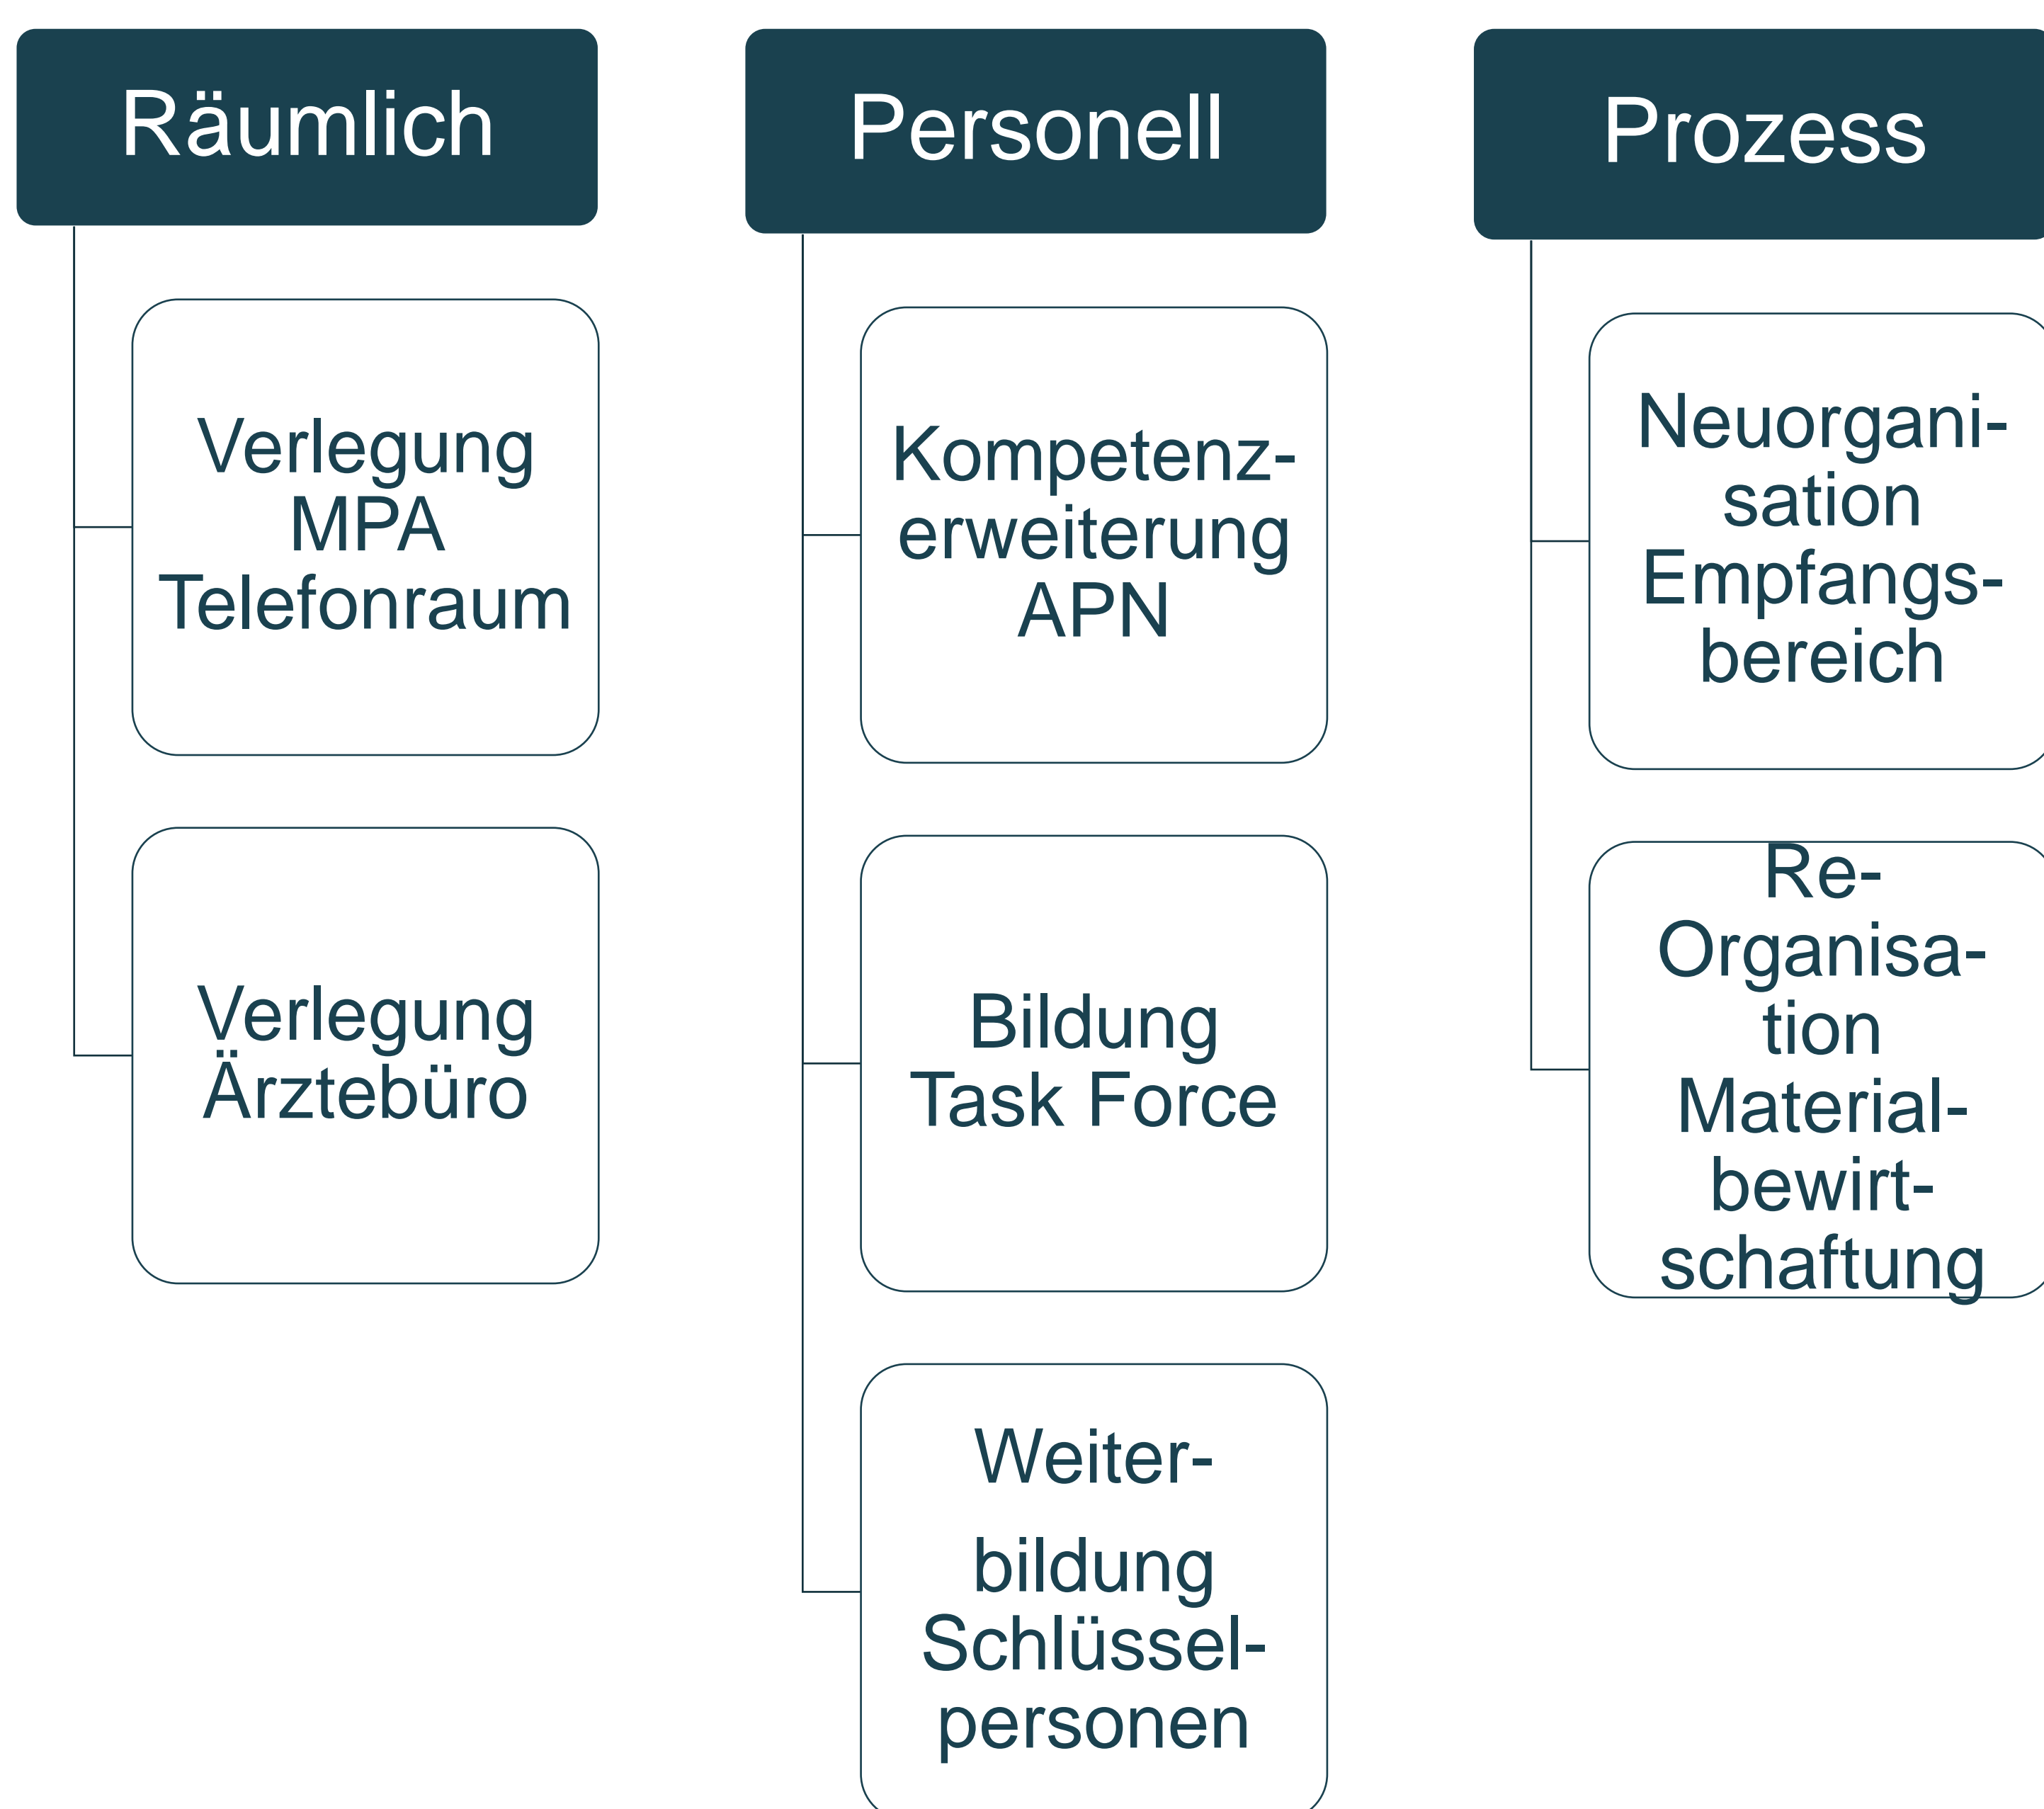 Räumlich
Verlegung
MPA
Telefonraum
Verlegung
Ärztebüro
Personell
Kompetenz-
erweiterung
APN
Bildung
Task Force
Weiter-
bildung
Schlüssel-
personen
Prozess
Neuorgani-
sation
Empfangs-
bereich
Re-
Organisa-
tion
Material-
bewirt-
schaftung